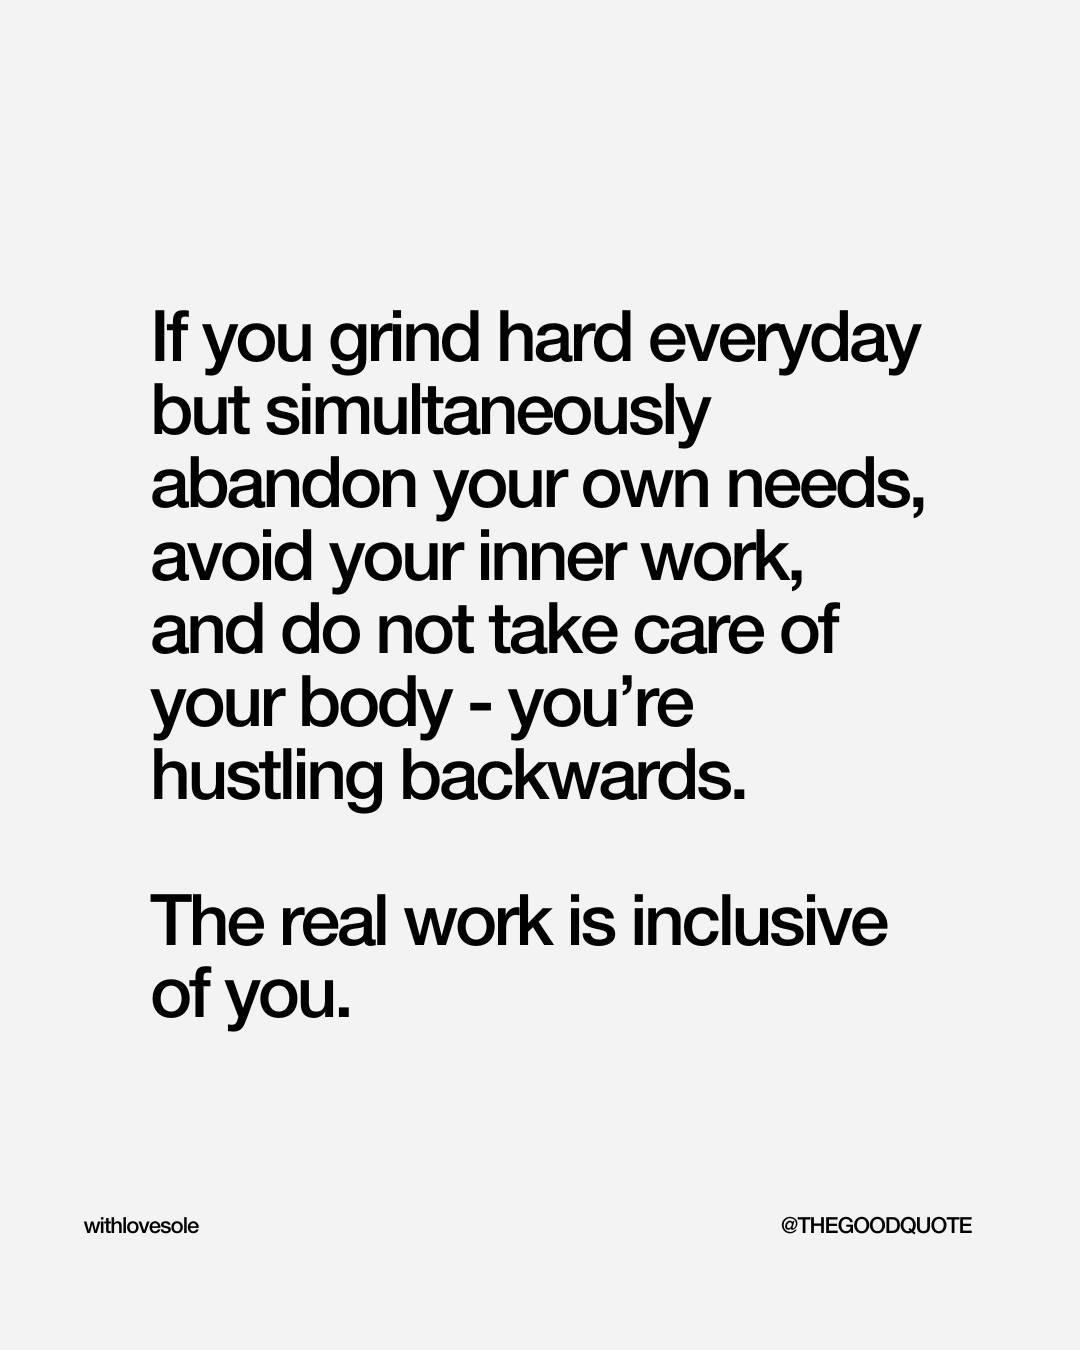 If you grind hard everyday
but simultaneously
abandon your own needs,
avoid your inner work,
and do not take care of
your body - you’re
hustling backwards.
The real work is inclusive
of you.
withlovesole
@THEGOODQUOTE